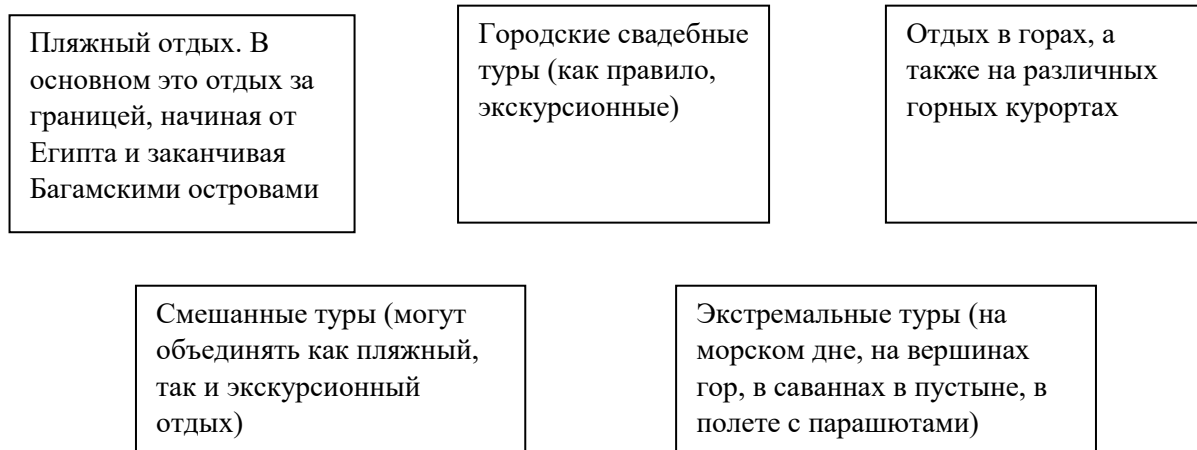 Пляжный отдых. В
основном это отдых за
границей, начиная от
Египта и заканчивая
Багамскими островами
Городские свадебные
туры (как правило,
экскурсионные)
Отдых в горах, а
также на различных
горных курортах
Смешанные туры (могут
объединять как пляжный,
так и экскурсионный
отдых)
Экстремальные туры (на
морском дне, на вершинах
гор, в саваннах в пустыне, в
полете с парашютами)